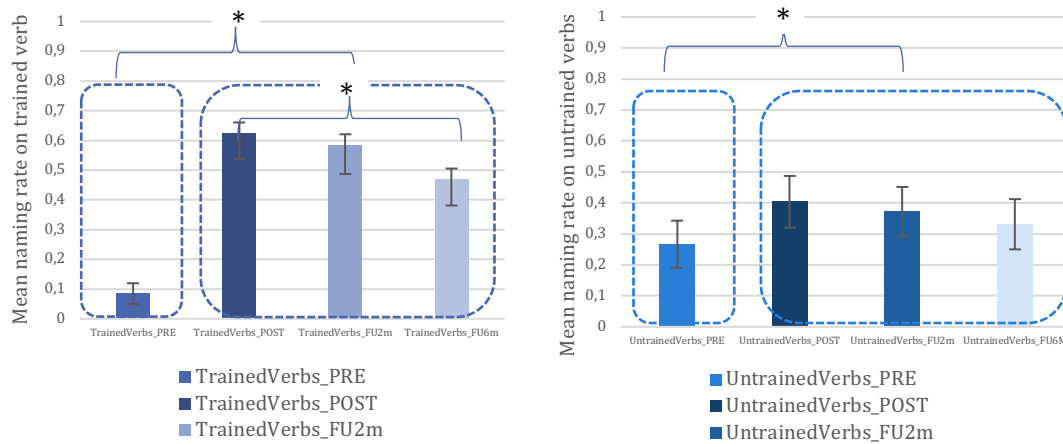 Mean naming rate on trained verb
1
0,9
0,8
0,7
0,6
0,5
0,4
0,3
0,2
0,1
0
*
*
TrainedVerbs_PRE
TrainedVerbs_POST
TrainedVerbs_FU2m
TrainedVerbs_FU6m
TrainedVerbs_PRE
TrainedVerbs_POST
TrainedVerbs_FU2m
Mean naming rate on untrained verbs
1
0,9
0,8
0,7
0,6
0,5
0,4
0,3
0,2
0,1
0
*
UntrainedVerbs_PRE
UntrainedVerbs_POST
UntrainedVerbs_FU2m
UntrainedVerbs_FU6M
UntrainedVerbs_PRE
UntrainedVerbs_POST
UntrainedVerbs_FU2m